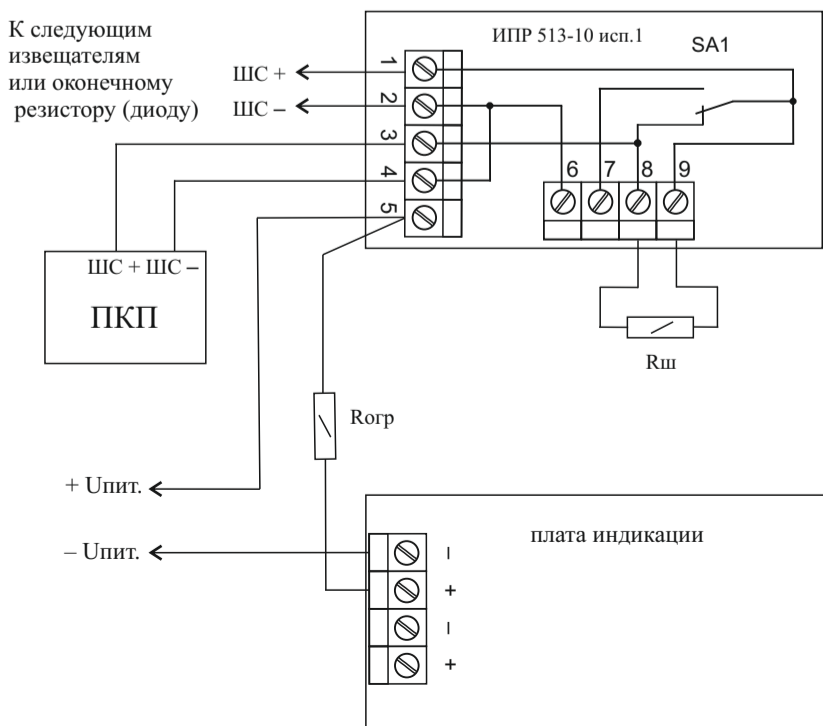 К следующим
извещателям
или оконечному
резистору (диоду)
ШС +
ШС –
ИПР 513-10 исп.1
SA1
1
2
3
4
5
6 7 8 9
ШС + ШС –
ПКП
Rш
Rогр
+ Uпит.
– Uпит.
плата индикации
–
+
–
+